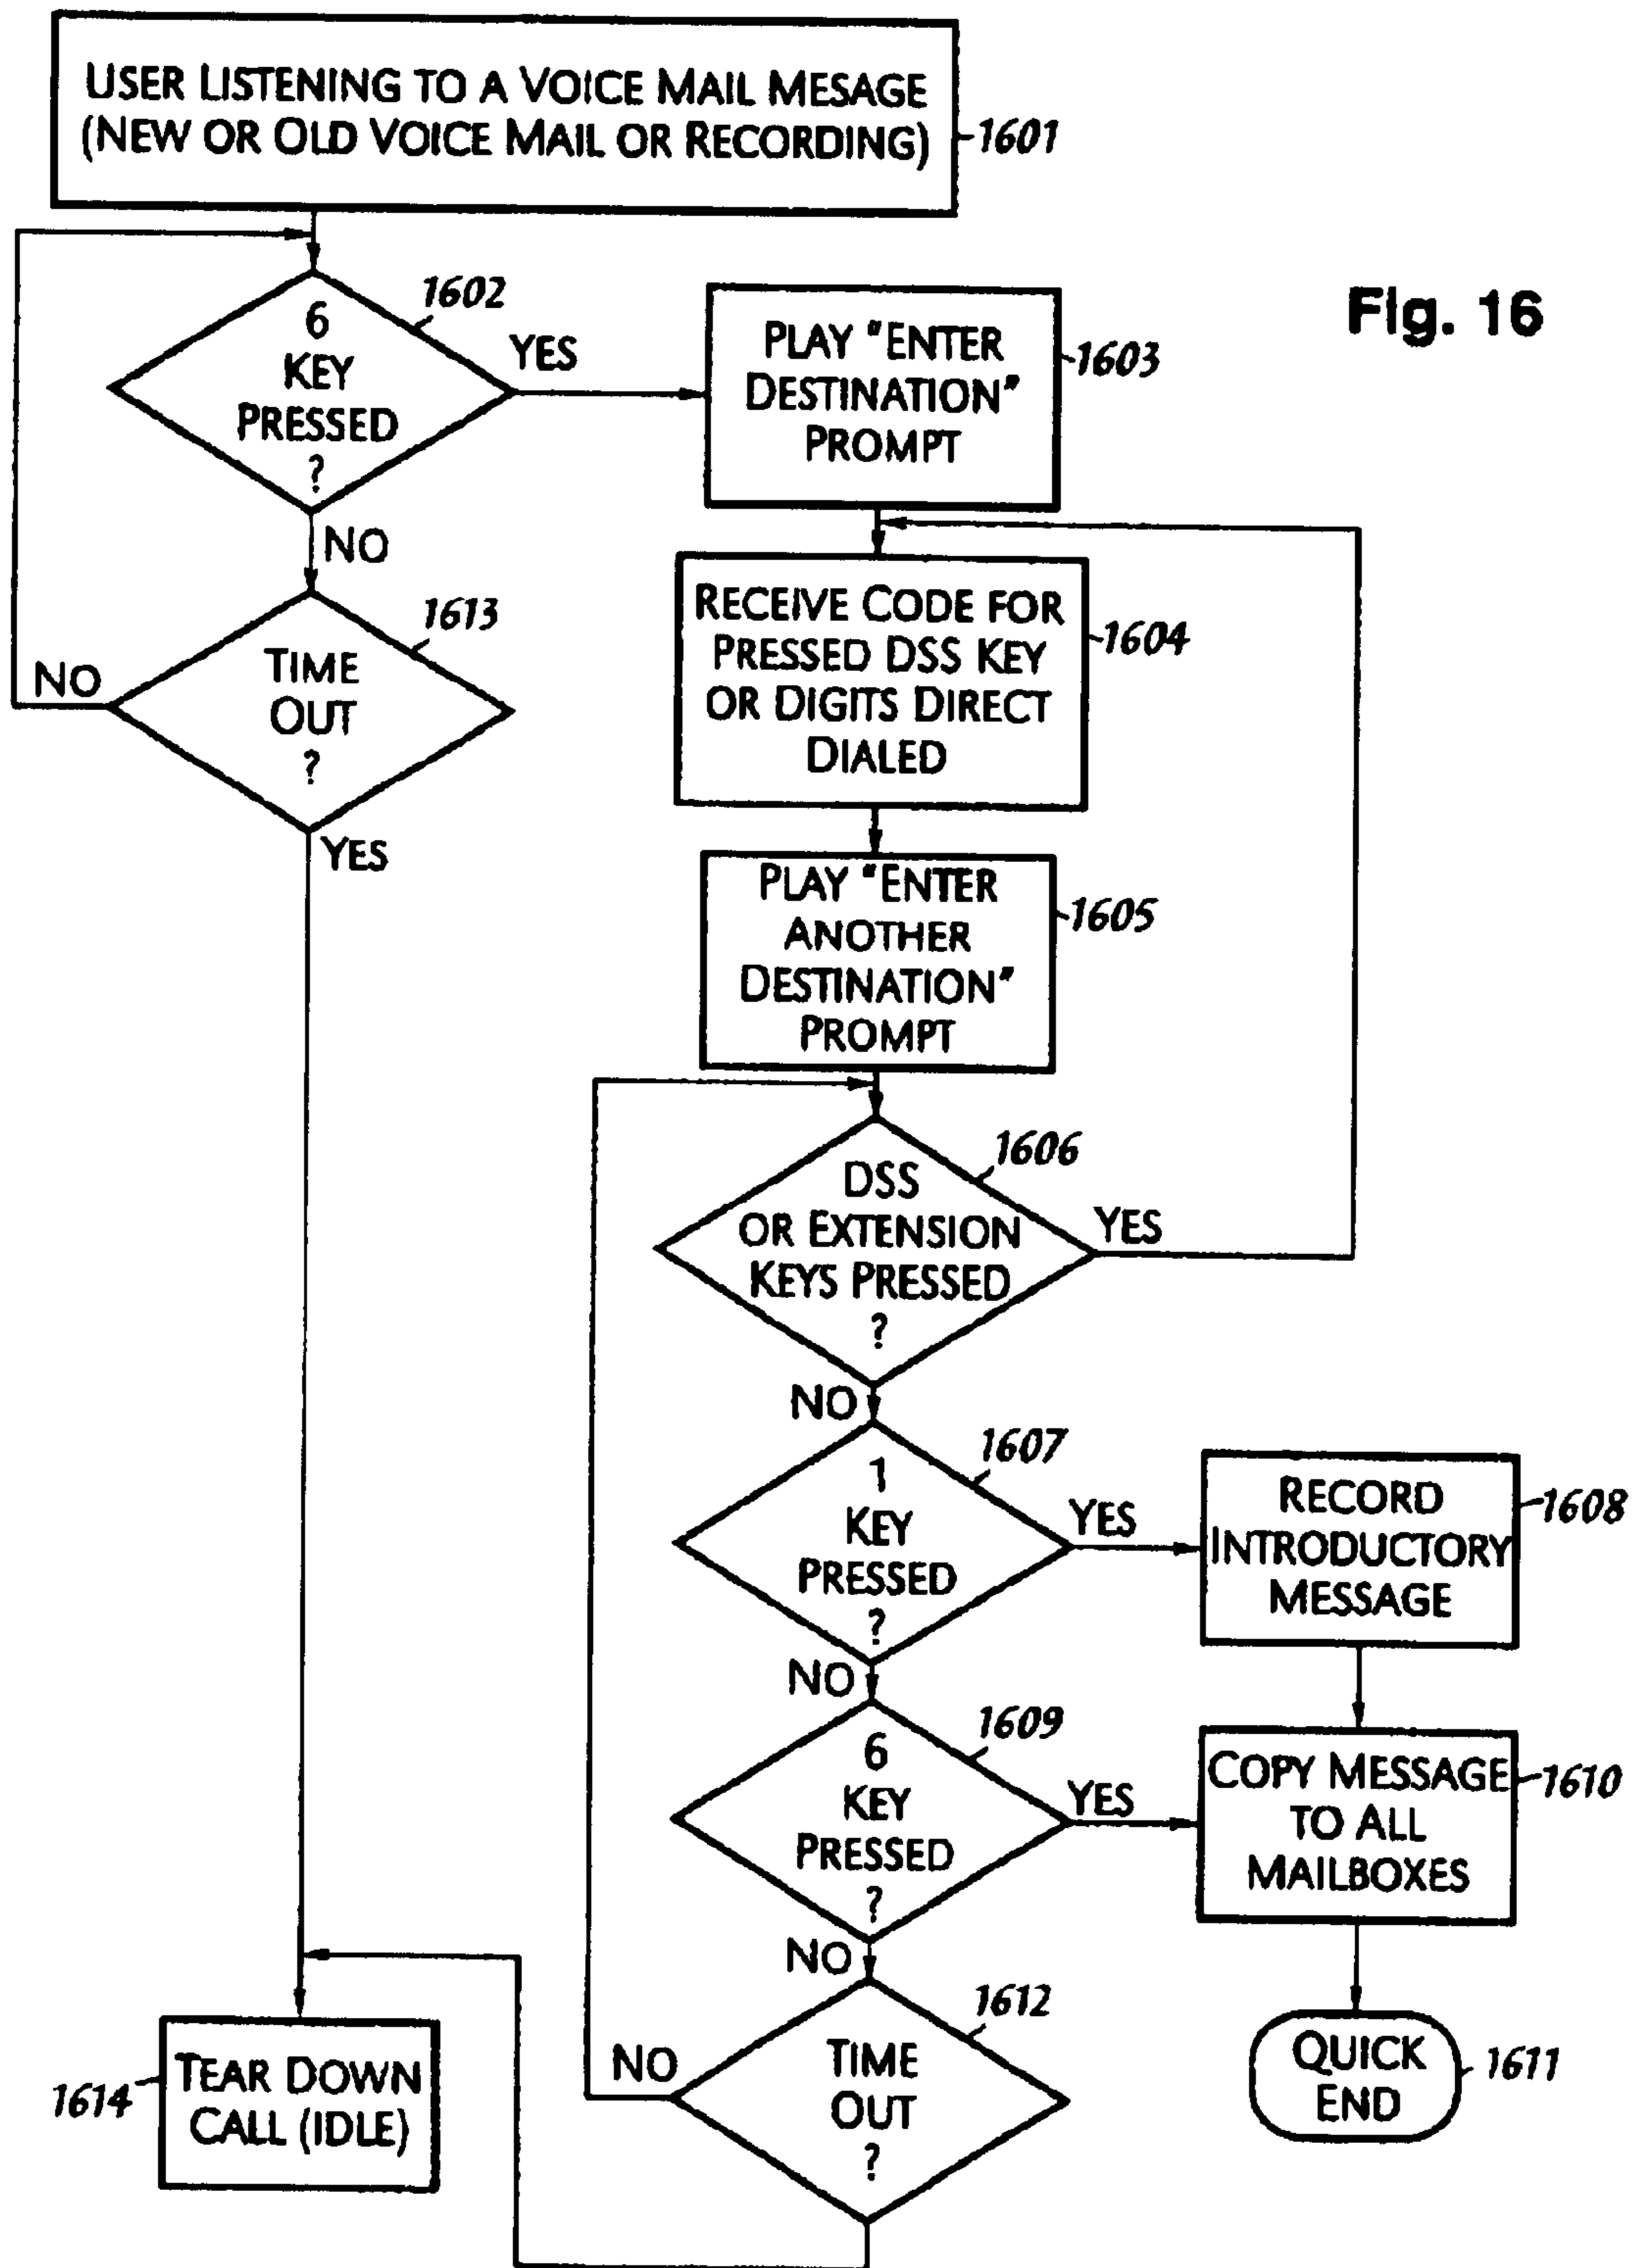 USER LISTENING TO A VOICE MAIL MESAGE
(NEW OR OLD VOICE MAIL OR RECORDING)
1601
Fig. 16
6
KEY
PRESSED
?
1602
YES
NO
PLAY "ENTER
DESTINATION"
PROMPT
1603
TIME
OUT
?
1613
NO
YES
RECEIVE CODE FOR
PRESSED DSS KEY
OR DIGITS DIRECT
DIALED
1604
PLAY "ENTER
ANOTHER
DESTINATION"
PROMPT
1605
DSS
OR EXTENSION
KEYS PRESSED
?
1606
YES
NO
1
KEY
PRESSED
?
1607
YES
NO
RECORD
INTRODUCTORY
MESSAGE
1608
6
KEY
PRESSED
?
1609
YES
NO
COPY MESSAGE
TO ALL
MAILBOXES
1610
TIME
OUT
?
1612
NO
QUICK
END
1611
TEAR DOWN
CALL (IDLE)
1614